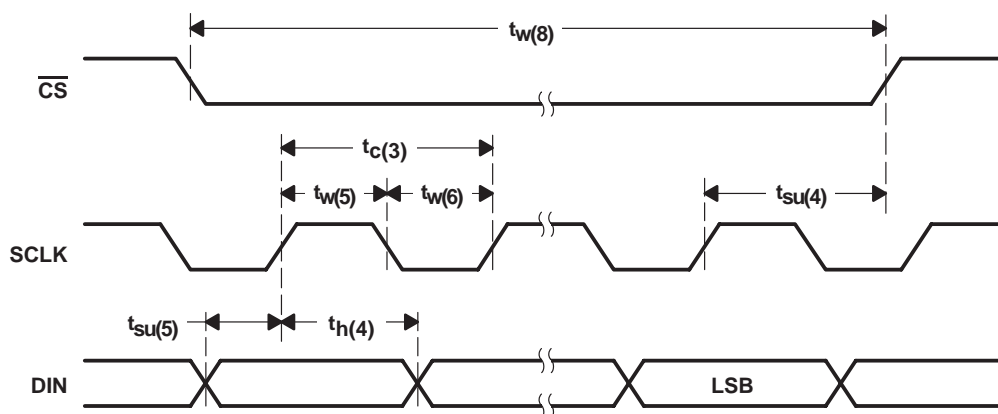 tw(8)
CS
tc(3)
tw(5) tw(6) tsu(4)
SCLK
tsu(5) th(4)
DIN LSB